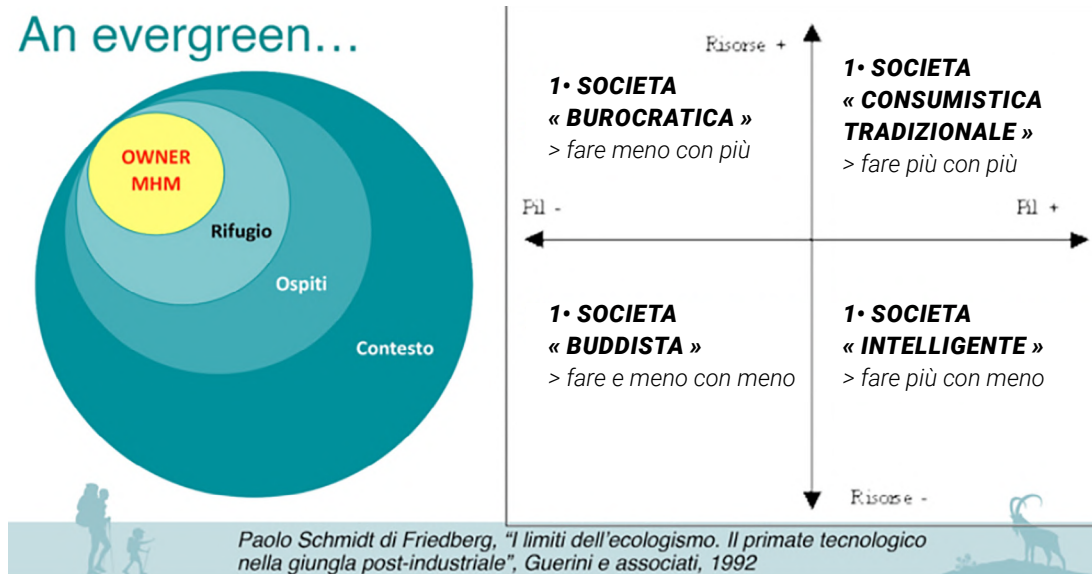 An evergreen...
OWNER
MHM
Rifugio
Ospiti
Contesto
Risorse +
1• SOCIETA
« BUROCRATICA »
> fare meno con più
1• SOCIETA
« CONSUMISTICA
TRADIZIONALE »
> fare più con più
Pil -
Pil +
1• SOCIETA
« BUDDISTA »
> fare e meno con meno
1• SOCIETA
« INTELLIGENTE »
> fare più con meno
Risorse -
Paolo Schmidt di Friedberg, “I limiti dell’ecologismo. Il primate tecnologico
nella giungla post-industriale”, Guerini e associati, 1992